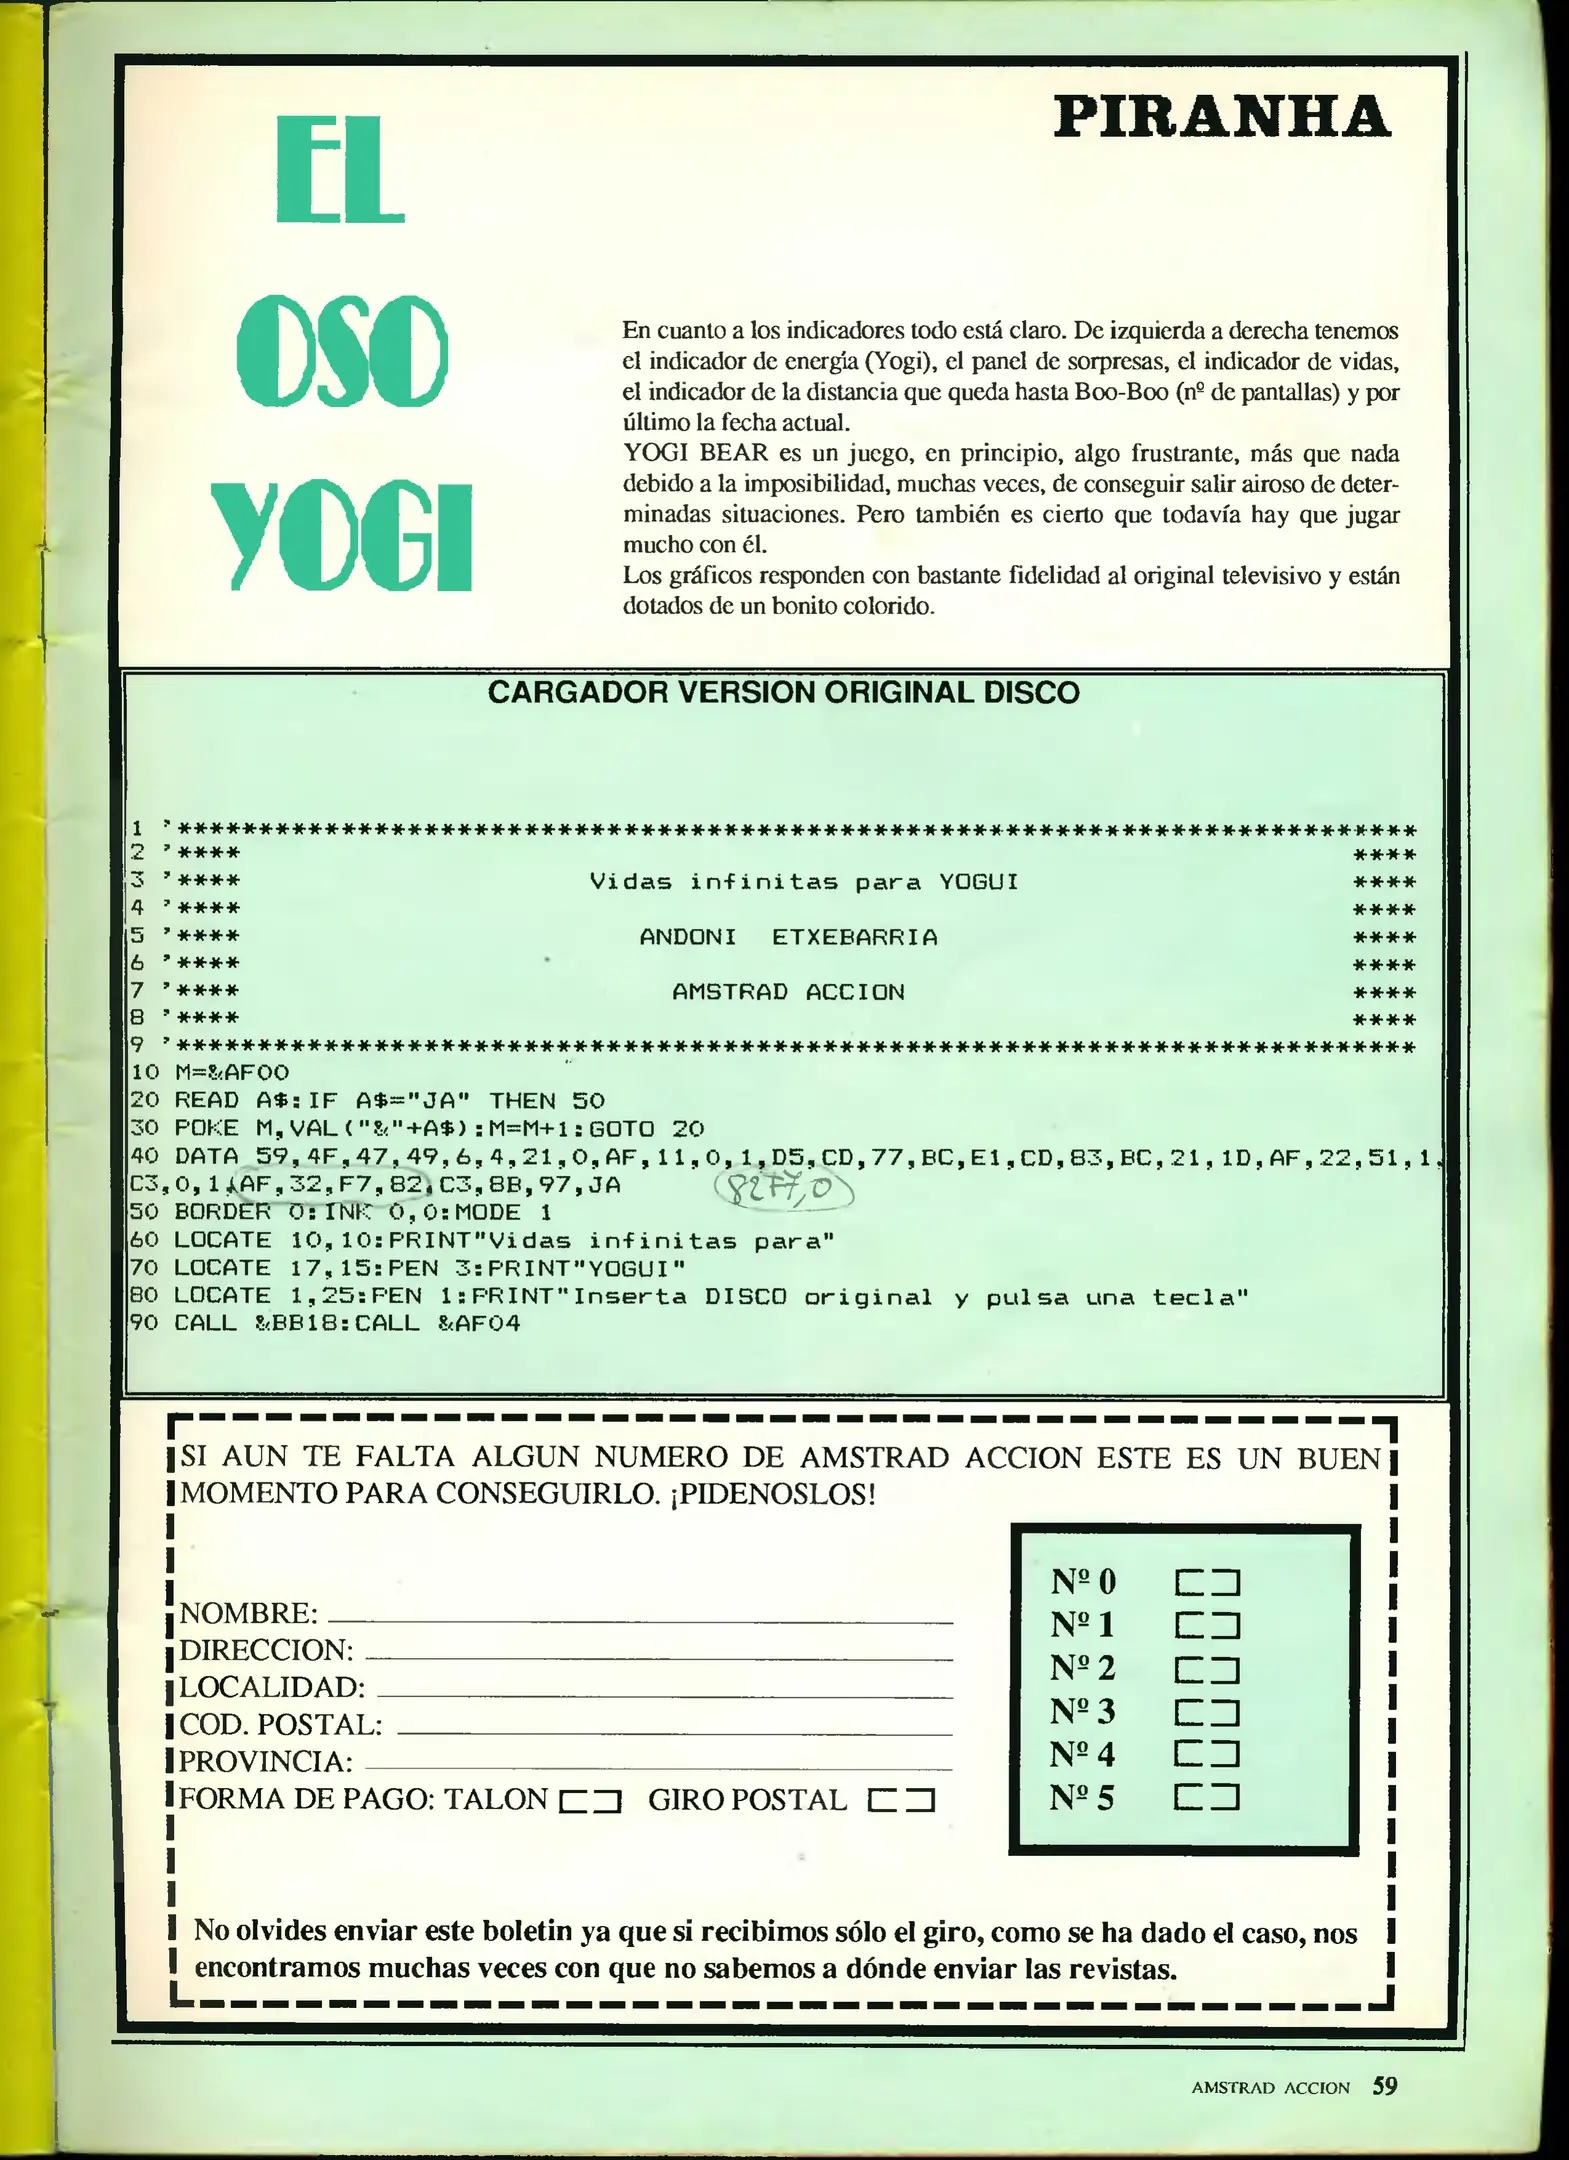 PIRANHA
EL
OSO
YOGI
En cuanto a los indicadores todo está claro. De izquierda a derecha tenemos
el indicador de energía (Yogi), el panel de sorpresas, el indicador de vidas,
el indicador de la distancia que queda hasta Boo-Boo (nº de pantallas) y por
último la fecha actual.
YOGI BEAR es un juego, en principio, algo frustrante, más que nada
debido a la imposibilidad, muchas veces, de conseguir salir airoso de deter-
minadas situaciones. Pero también es cierto que todavía hay que jugar
mucho con él.
Los gráficos responden con bastante fidelidad al original televisivo y están
dotados de un bonito colorido.
CARGADOR VERSION ORIGINAL DISCO
1 '***************************************************************************
2 '**** ****
3 '**** Vidas infinitas para YOGUI ****
4 '**** ****
5 '**** ANDONI ETXEBARRIA ****
6 '**** ****
7 '**** AMSTRAD ACCION ****
8 '**** ****
9 '***************************************************************************
10 M=&AF00
20 READ A$:IF A$="JA" THEN 50
30 POKE M,VAL("&"+A$):M=M+1:GOTO 20
40 DATA 59,4F,47,49,6,4,21,0,AF,11,0,1,D5,CD,77,BC,E1,CD,83,BC,21,1D,AF,22,51,1,
C3,0,1,AF,32,F7,82,C3,8B,97,JA
82F7,0
50 BORDER 0:INK 0,0:MODE 1
60 LOCATE 10,10:PRINT"Vidas infinitas para"
70 LOCATE 17,15:PEN 3:PRINT"YOGUI"
80 LOCATE 1,25:PEN 1:PRINT"Inserta DISCO original y pulsa una tecla"
90 CALL &BB18:CALL &AF04
SI AUN TE FALTA ALGUN NUMERO DE AMSTRAD ACCION ESTE ES UN BUEN
MOMENTO PARA CONSEGUIRLO. ¡PIDENOSLOS!
NOMBRE:
DIRECCION:
LOCALIDAD:
COD. POSTAL:
PROVINCIA:
FORMA DE PAGO: TALON GIRO POSTAL
Nº 0
Nº 1
Nº 2
Nº 3
Nº 4
Nº 5
No olvides enviar este boletin ya que si recibimos sólo el giro, como se ha dado el caso, nos
encontramos muchas veces con que no sabemos a dónde enviar las revistas.
AMSTRAD ACCION 59